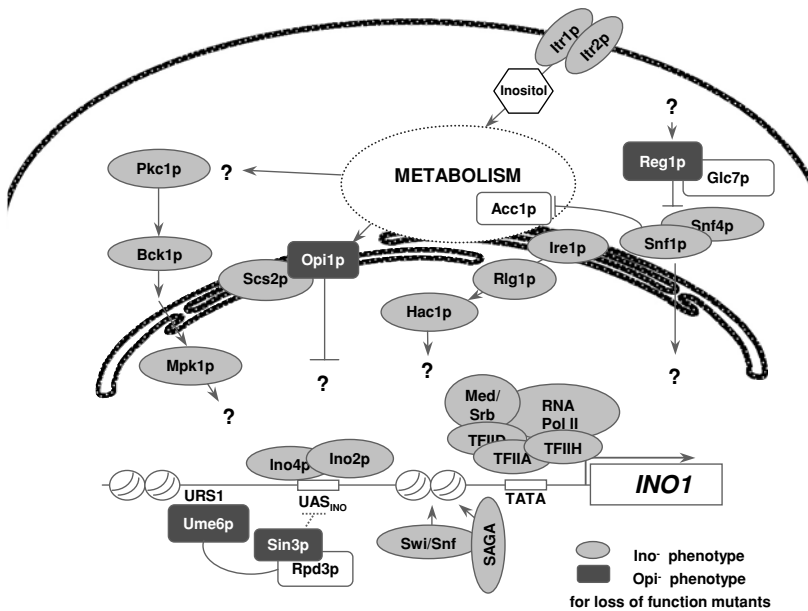 Itr1p
Itr2p
Inositol
?
METABOLISM
Reg1p
Glc7p
Pkc1p
?
Acc1p
Snf4p
Snf1p
Bck1p
Opi1p
Ire1p
Scs2p
Rlg1p
Hac1p
Mpk1p
?
?
?
?
Med/
Srb
RNA
Pol II
TFIID
TFIIA
TFIIH
Ino4p
Ino2p
INO1
URS1
UASINO
TATA
Ume6p
Sin3p
Rpd3p
Swi/Snf
SAGA
Ino- phenotype
Opi- phenotype
for loss of function mutants